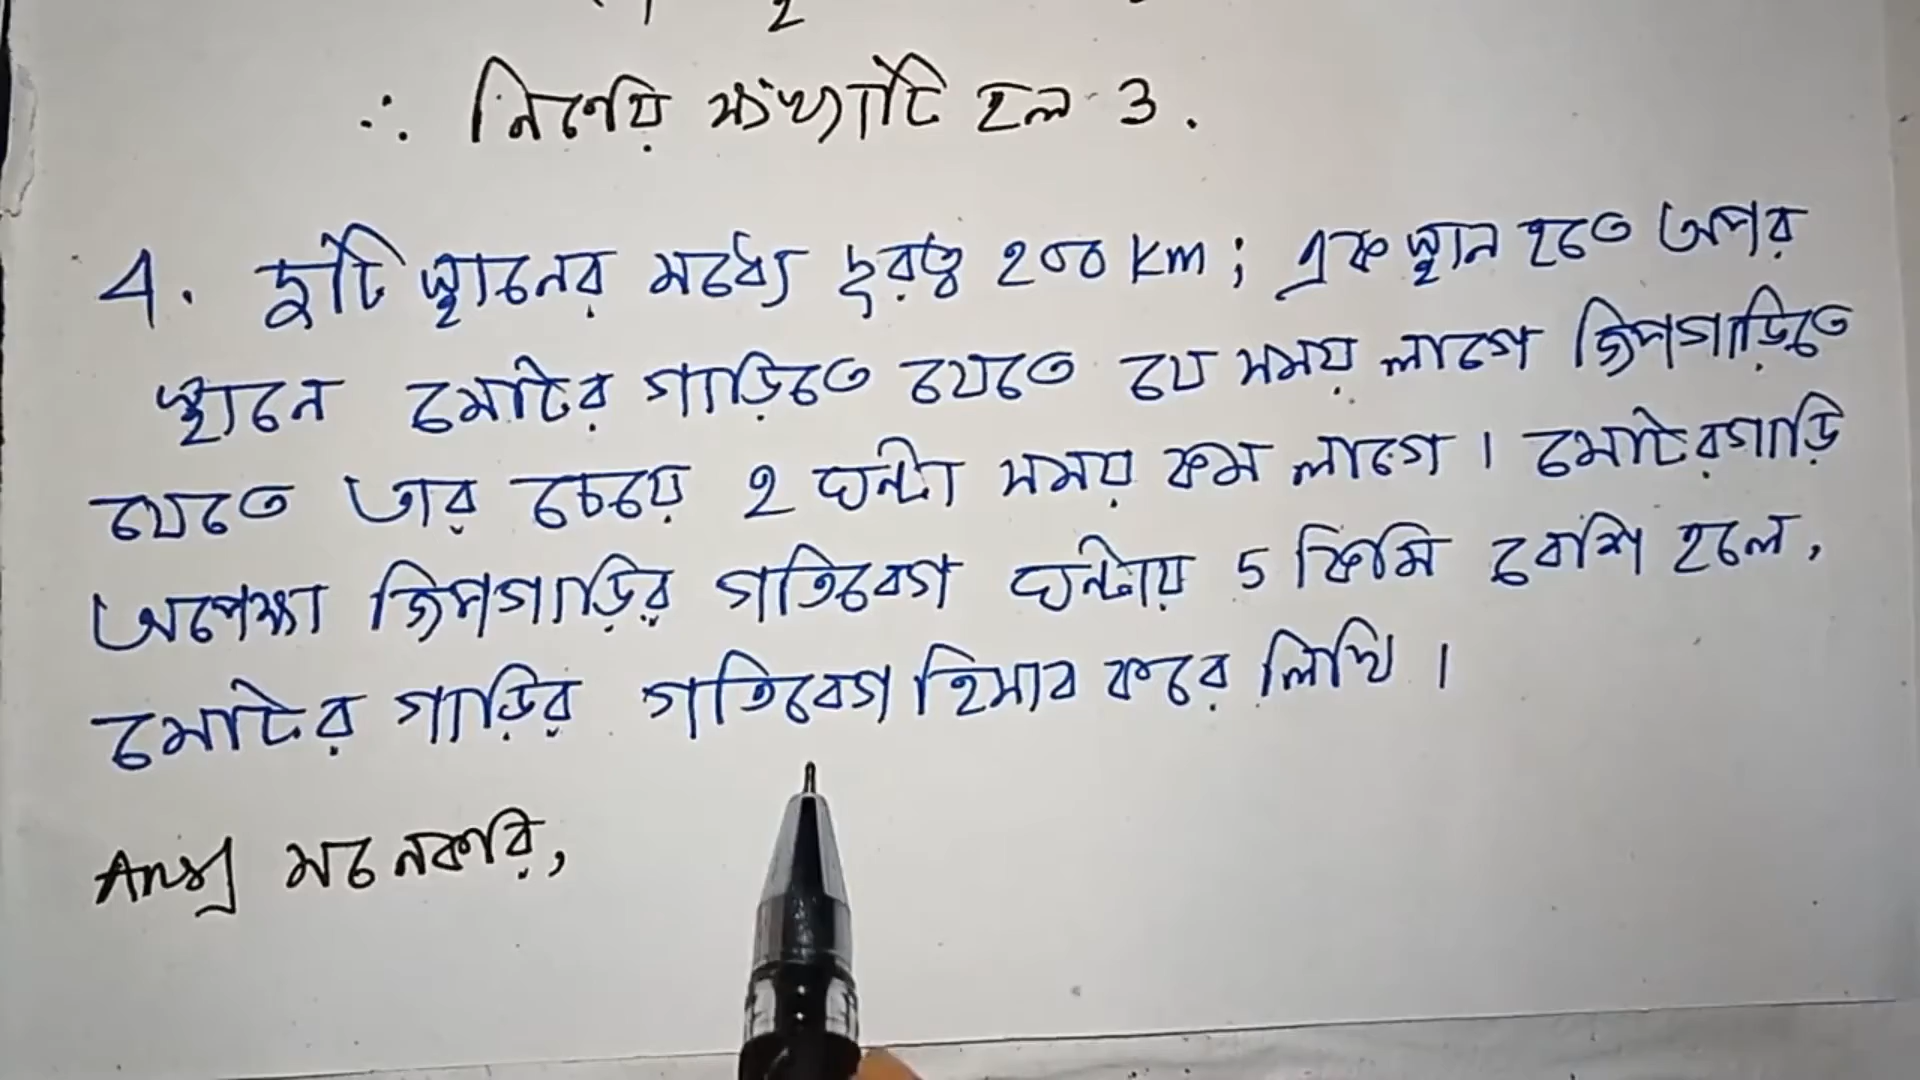 ∴ নির্ণেয় সংখ্যাটি হল 3.
4. দুটি স্থানের মধ্যে দূরত্ব 200 km; এক স্থান হতে অপর
স্থানে মোটর গাড়িতে যেতে যে সময় লাগে জিপগাড়িতে
যেতে তার চেয়ে 2 ঘন্টা সময় কম লাগে। মোটরগাড়ি
অপেক্ষা জিপগাড়ির গতিবেগ ঘন্টায় 5 কিমি বেশি হলে,
মোটর গাড়ির গতিবেগ হিসাব করে লিখি।
Ans মনেকরি,